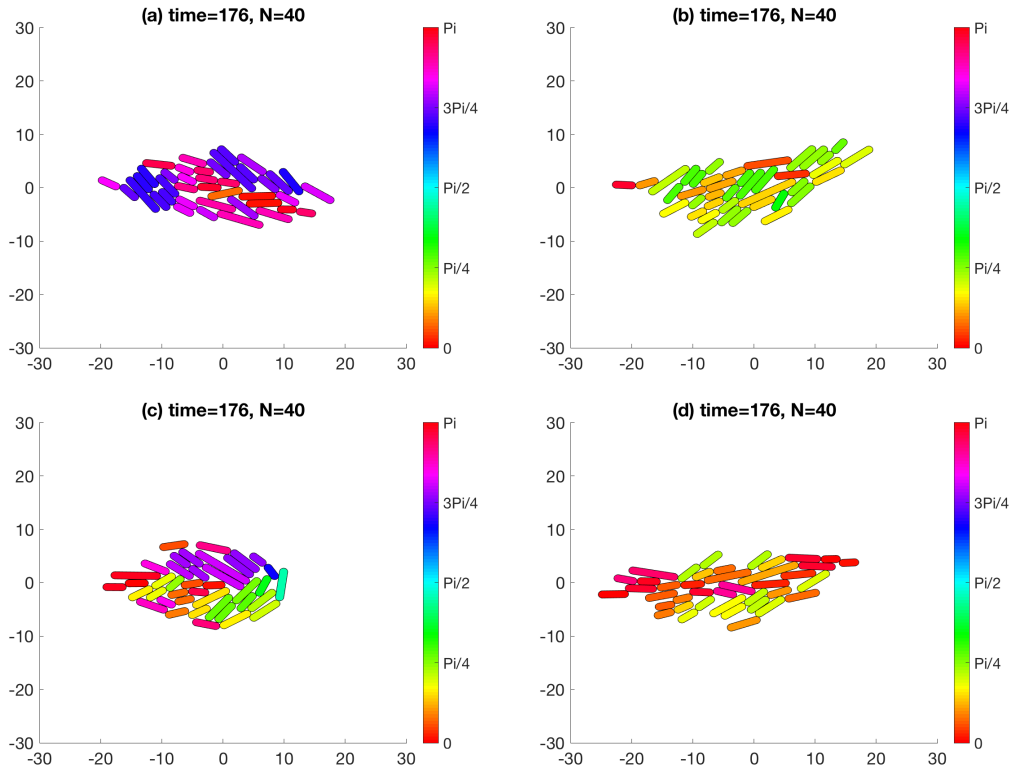 (a) time=176, N=40
30
20
10
0
-10
-20
-30
-30 -20 -10 0 10 20 30
Pi
3Pi/4
Pi/2
Pi/4
0
(b) time=176, N=40
30
20
10
0
-10
-20
-30
-30 -20 -10 0 10 20 30
Pi
3Pi/4
Pi/2
Pi/4
0
(c) time=176, N=40
30
20
10
0
-10
-20
-30
-30 -20 -10 0 10 20 30
Pi
3Pi/4
Pi/2
Pi/4
0
(d) time=176, N=40
30
20
10
0
-10
-20
-30
-30 -20 -10 0 10 20 30
Pi
3Pi/4
Pi/2
Pi/4
0